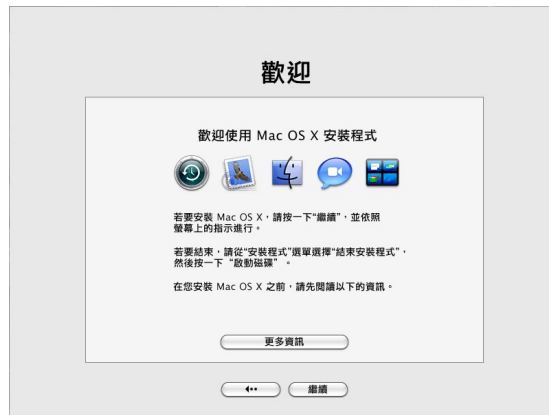 歡迎
歡迎使用 Mac OS X 安裝程式
若要安裝 Mac OS X，請按一下“繼續”，並依照
螢幕上的指示進行。
若要結束，請從“安裝程式”選單選擇“結束安裝程式”，
然後按一下“啟動磁碟”。
在您安裝 Mac OS X 之前，請先閱讀以下的資訊。
更多資訊
繼續